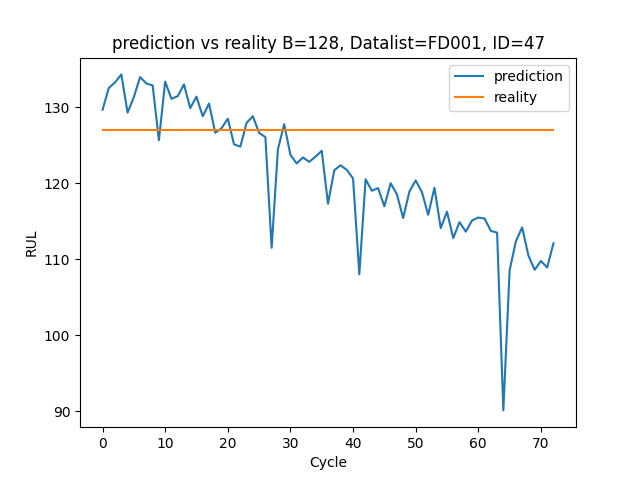 prediction vs reality B=128, Datalist=FD001, ID=47
prediction
reality
130
120
110
100
90
RUL
0 10 20 30 40 50 60 70
Cycle